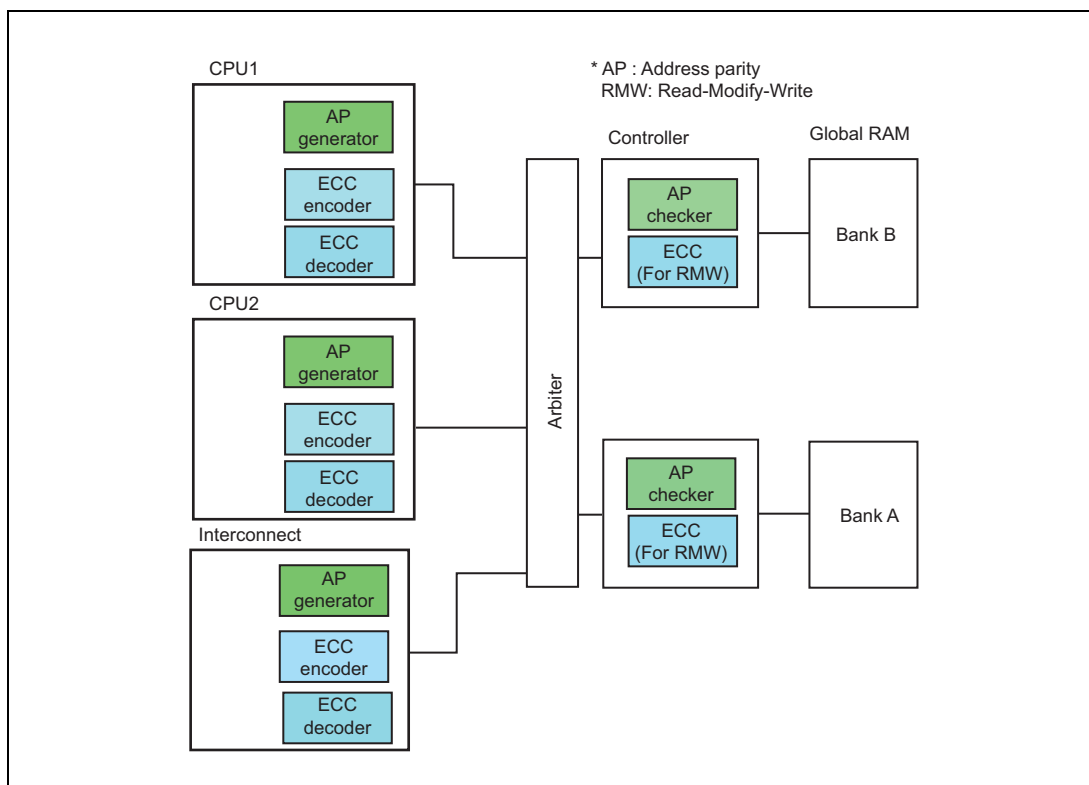 CPU1
AP
generator
ECC
encoder
ECC
decoder
CPU2
AP
generator
ECC
encoder
ECC
decoder
Interconnect
AP
generator
ECC
encoder
ECC
decoder
Arbiter
* AP : Address parity
RMW: Read-Modify-Write
Controller
AP
checker
ECC
(For RMW)
Global RAM
Bank B
AP
checker
ECC
(For RMW)
Bank A